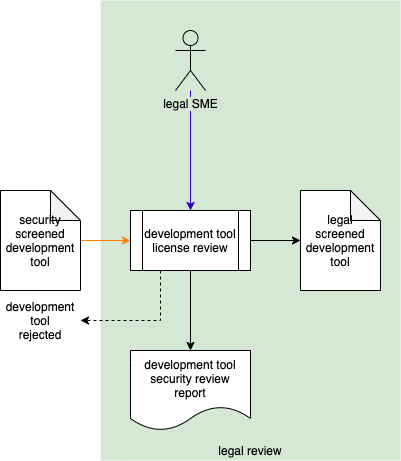 legal SME
security
screened
development
tool
development tool
license review
legal
screened
development
tool
development
tool
rejected
development tool
security review
report
legal review